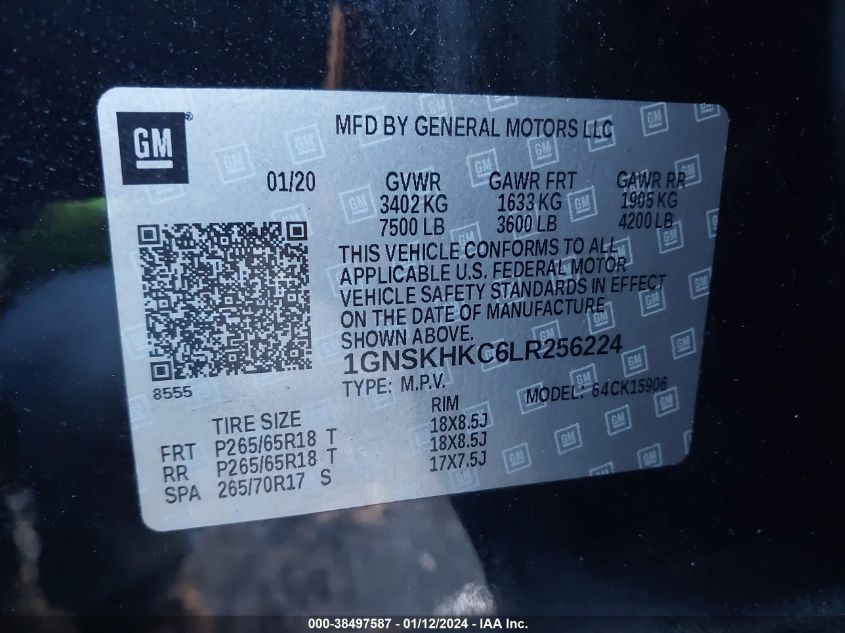 GM ®
MFD BY GENERAL MOTORS LLC
01/20 GVWR GAWR FRT GAWR RR
3402 KG 1633 KG 1905 KG
7500 LB 3600 LB 4200 LB
THIS VEHICLE CONFORMS TO ALL
APPLICABLE U.S. FEDERAL MOTOR
VEHICLE SAFETY STANDARDS IN EFFECT
ON THE DATE OF MANUFACTURE
SHOWN ABOVE.
1GNSKHKC6LR256224
TYPE: M.P.V. MODEL: 64CK15906
8555
TIRE SIZE RIM
FRT P265/65R18 T 18X8.5J
RR P265/65R18 T 18X8.5J
SPA 265/70R17 S 17X7.5J
000-38497587 - 01/12/2024 - IAAI.com